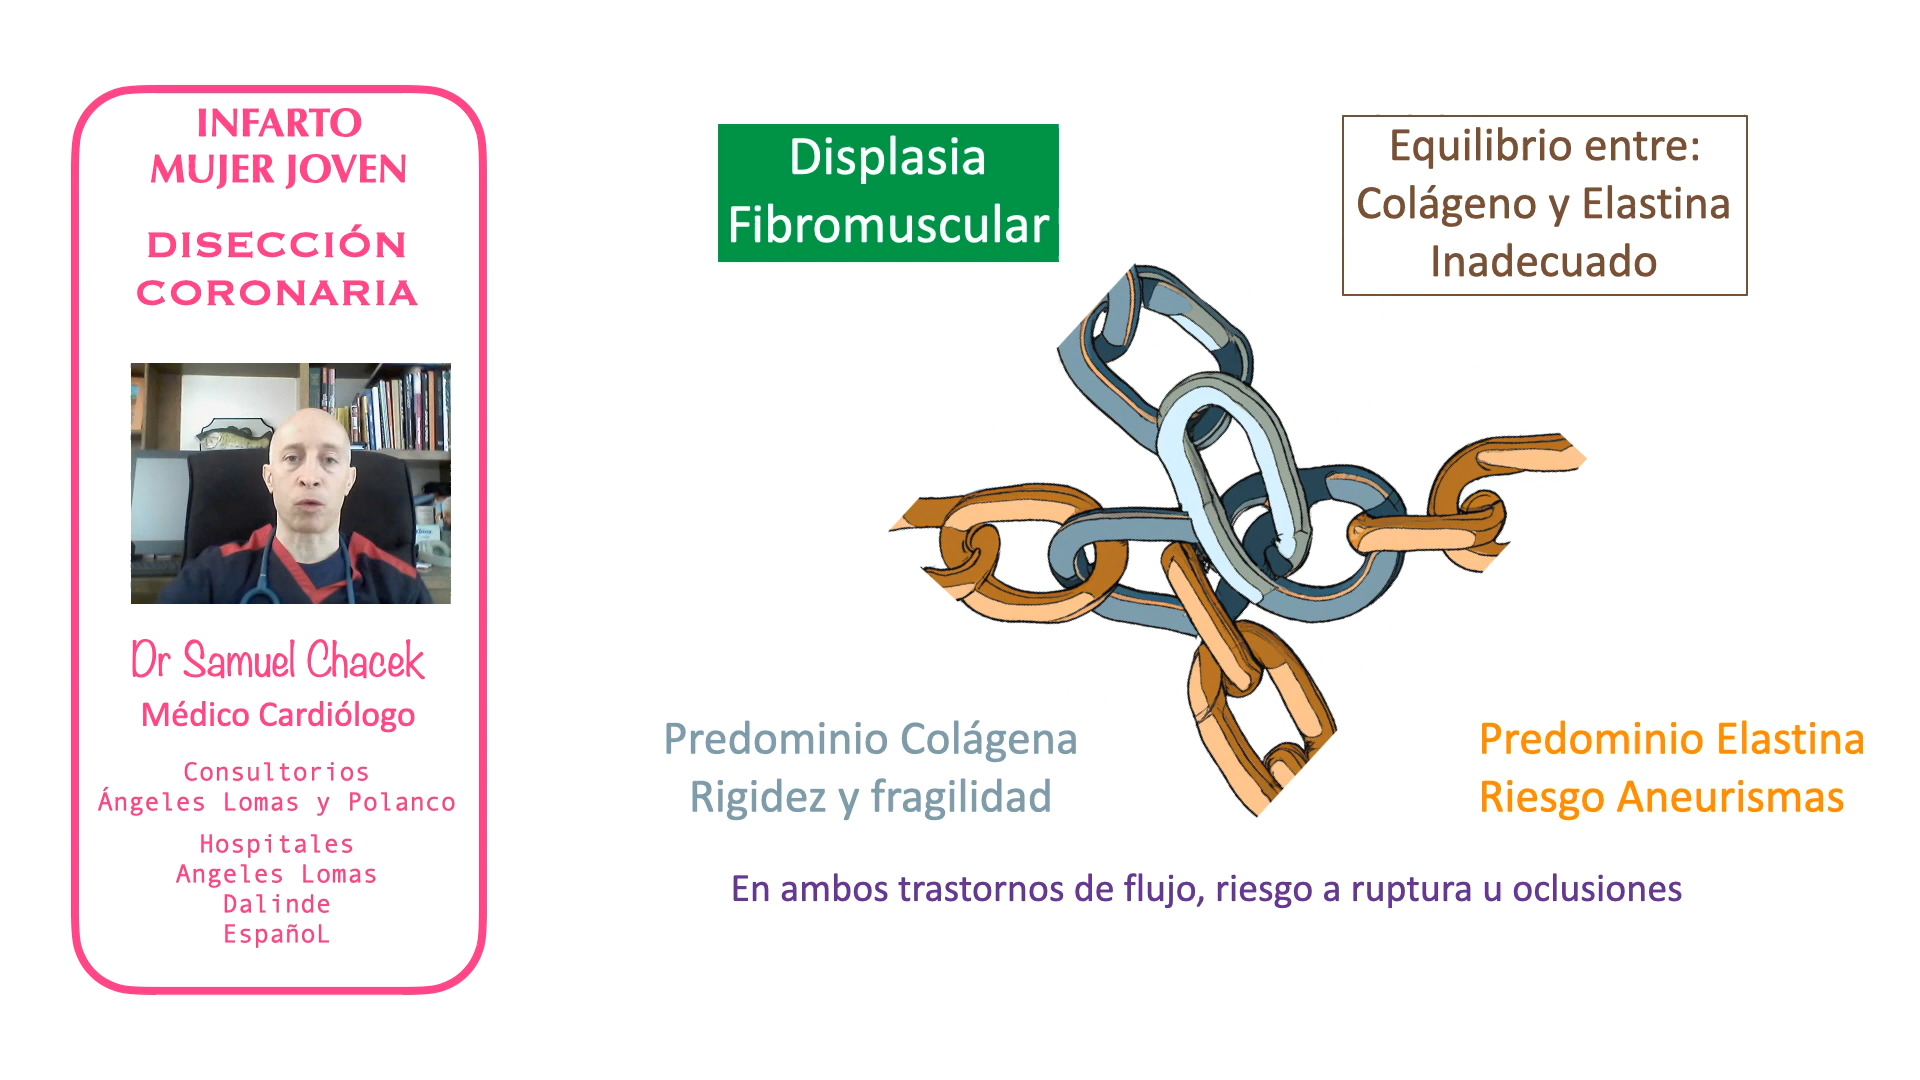 INFARTO
MUJER JOVEN
DISECCIÓN
CORONARIA
Dr Samuel Chacek
Médico Cardiólogo
Consultorios
Ángeles Lomas y Polanco
Hospitales
Angeles Lomas
Dalinde
EspañoL
Displasia
Fibromuscular
Equilibrio entre:
Colágeno y Elastina
Inadecuado
Predominio Colágena
Rigidez y fragilidad
Predominio Elastina
Riesgo Aneurismas
En ambos trastornos de flujo, riesgo a ruptura u oclusiones